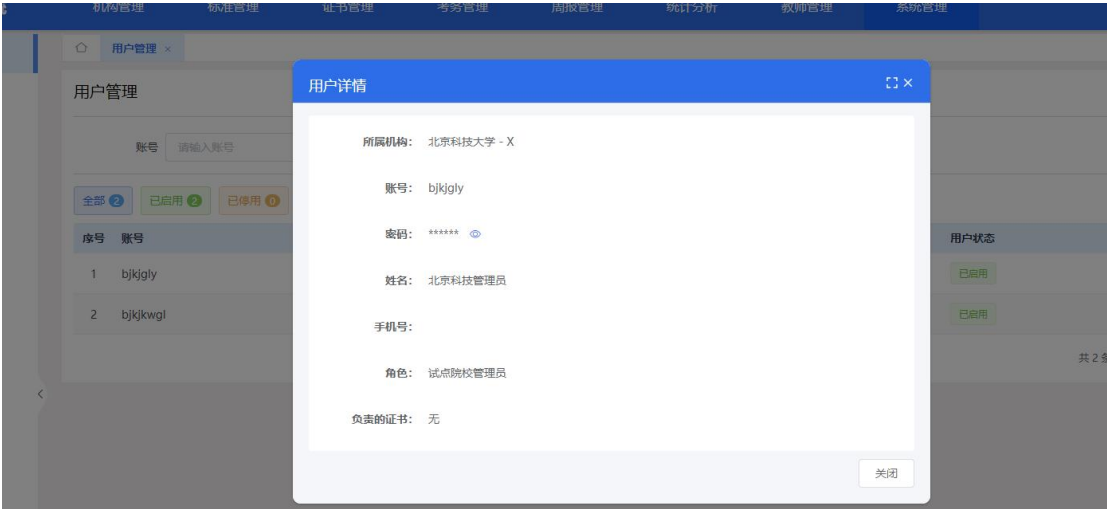 机构管理 标准管理 证书管理 考务管理 周报管理 统计分析 教师管理 系统管理
用户管理 ×
用户管理
用户详情
账号 请输入账号
全部 2 已启用 2 已停用 0
序号 账号 用户状态
1 bjkjgly 已启用
2 bjkjkwgl 已启用
共 2
所属机构： 北京科技大学 - X
账号： bjkjgly
密码： ******
姓名： 北京科技管理员
手机号：
角色： 试点院校管理员
负责的证书： 无
关闭